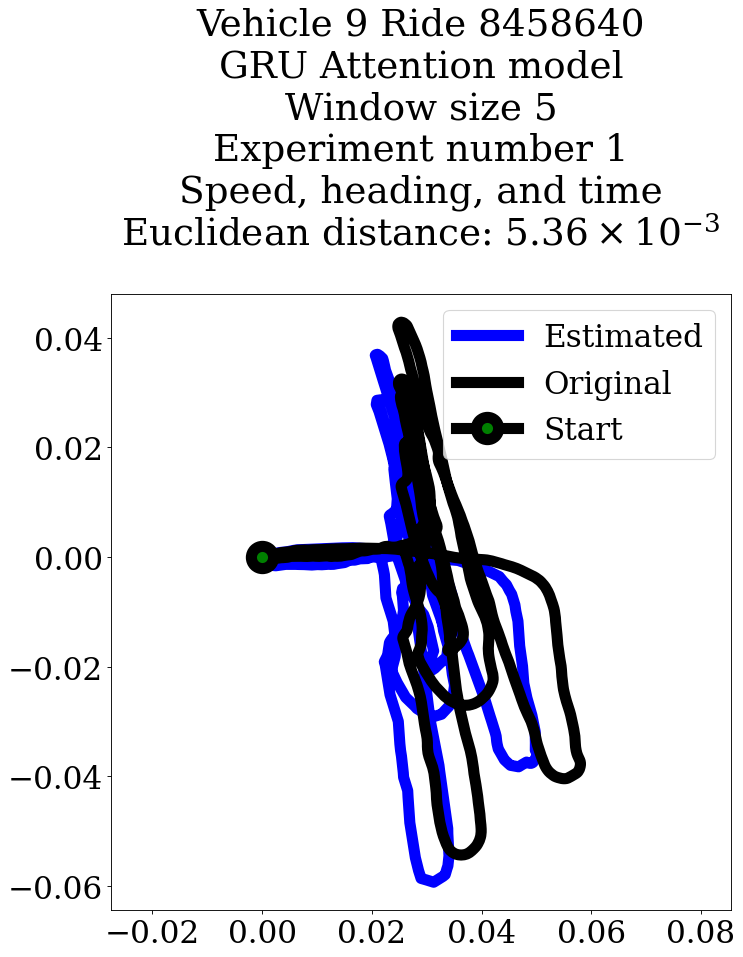 Vehicle 9 Ride 8458640
GRU Attention model
Window size 5
Experiment number 1
Speed, heading, and time
Euclidean distance: 5.36 × 10⁻³
Estimated
Original
Start
0.04
0.02
0.00
−0.02
−0.04
−0.06
−0.02 0.00 0.02 0.04 0.06 0.08